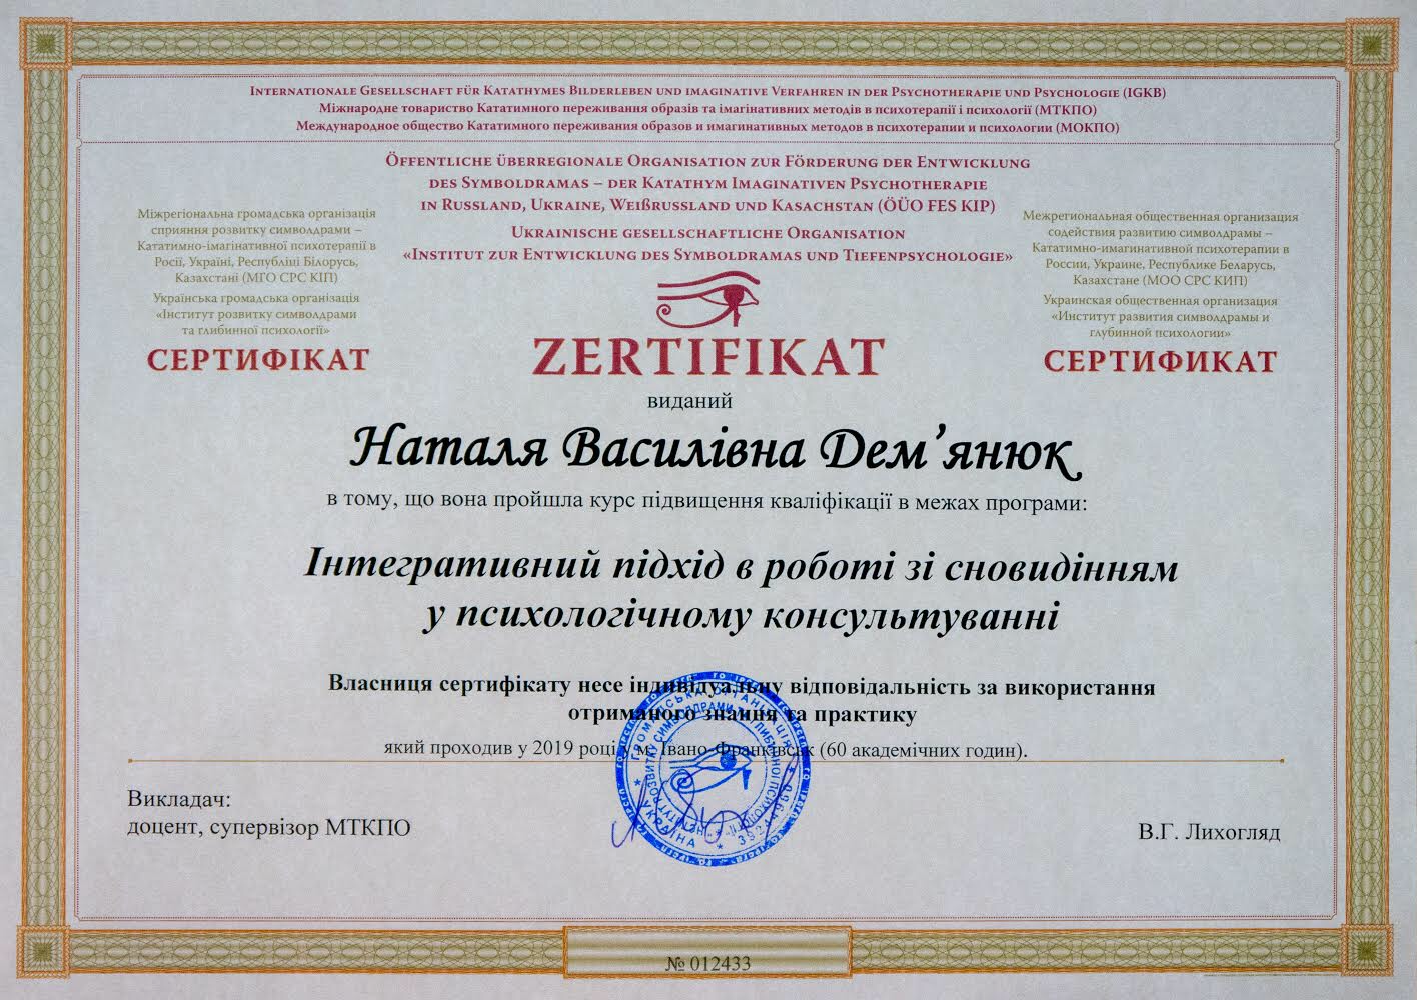 Internationale Gesellschaft für Katathymes Bilderleben und imaginative Verfahren in der Psychotherapie und Psychologie (IGKB)
Міжнародне товариство Кататимного переживання образів та імагінативних методів в психотерапії і психології (МТКПО)
Международное общество Кататимного переживания образов и имагинативных методов в психотерапии и психологии (МОКПО)
Öffentliche überregionale Organisation zur Förderung der Entwicklung
des Symboldramas – der Katathym Imaginativen Psychotherapie
in Russland, Ukraine, Weißrussland und Kasachstan (ÖÜO FES KIP)
Ukrainische gesellschaftliche Organisation
«Institut zur Entwicklung des Symboldramas und Tiefenpsychologie»
Міжрегіональна громадська організація
сприяння розвитку символдрами –
Кататимно-імагінативної психотерапії в
Росії, Україні, Республіці Білорусь,
Казахстані (МГО СРС КІП)
Українська громадська організація
«Інститут розвитку символдрами
та глибинної психології»
СЕРТИФІКАТ
Межрегиональная общественная организация
содействия развитию символдрамы –
Кататимно-имагинативной психотерапии в
России, Украине, Республике Беларусь,
Казахстане (МОО СРС КИП)
Украинская общественная организация
«Институт развития символдрамы и
глубинной психологии»
СЕРТИФИКАТ
ZERTIFIKAT
виданий
Наталя Василівна Дем’янюк
в тому, що вона пройшла курс підвищення кваліфікації в межах програми:
Інтегративний підхід в роботі зі сновидінням
у психологічному консультуванні
Власниця сертифікату несе індивідуальну відповідальність за використання
отриманого знання та практику
який проходив у 2019 році у м. Івано-Франківськ (60 академічних годин).
Викладач:
доцент, супервізор МТКПО
В.Г. Лихогляд
УКРАЇНА
№ 012433